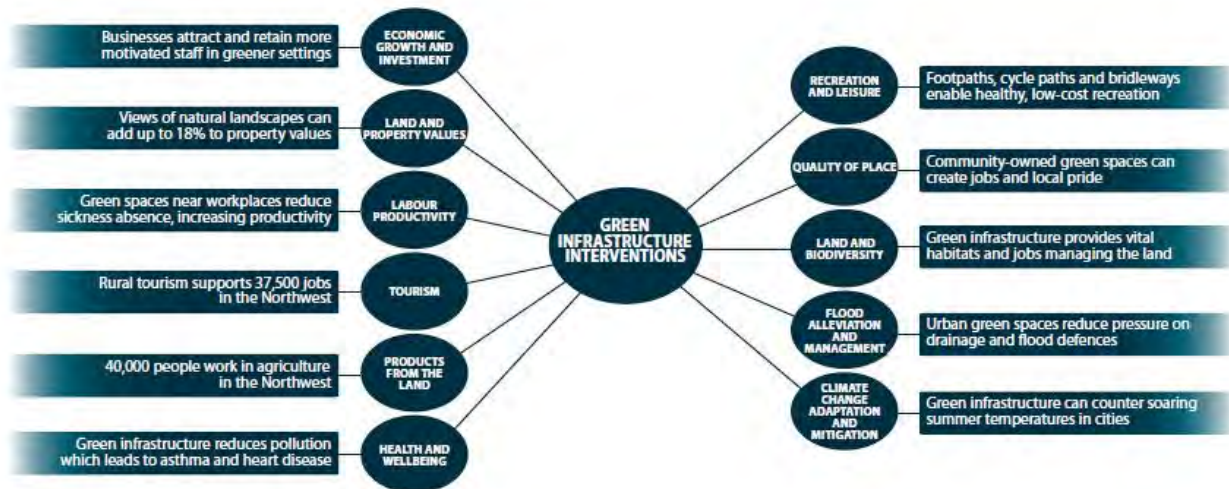 Businesses attract and retain more
motivated staff in greener settings
ECONOMIC
GROWTH AND
INVESTMENT
Views of natural landscapes can
add up to 18% to property values
LAND AND
PROPERTY VALUES
Green spaces near workplaces reduce
sickness absence, increasing productivity
LABOUR
PRODUCTIVITY
Rural tourism supports 37,500 jobs
in the Northwest
TOURISM
40,000 people work in agriculture
in the Northwest
PRODUCTS
FROM THE
LAND
Green infrastructure reduces pollution
which leads to asthma and heart disease
HEALTH AND
WELLBEING
GREEN
INFRASTRUCTURE
INTERVENTIONS
RECREATION
AND LEISURE
Footpaths, cycle paths and bridleways
enable healthy, low-cost recreation
QUALITY OF PLACE
Community-owned green spaces can
create jobs and local pride
LAND AND
BIODIVERSITY
Green infrastructure provides vital
habitats and jobs managing the land
FLOOD
ALLEVIATION
AND
MANAGEMENT
Urban green spaces reduce pressure on
drainage and flood defences
CLIMATE
CHANGE
ADAPTATION
AND
MITIGATION
Green infrastructure can counter soaring
summer temperatures in cities